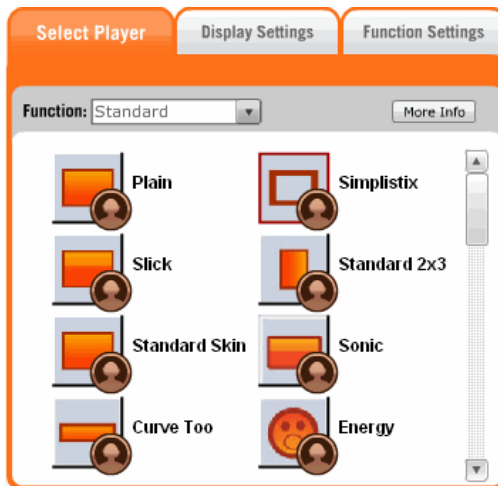 Select Player Display Settings Function Settings
Function: Standard More Info
Plain Simplistix
Slick Standard 2x3
Standard Skin Sonic
Curve Too Energy